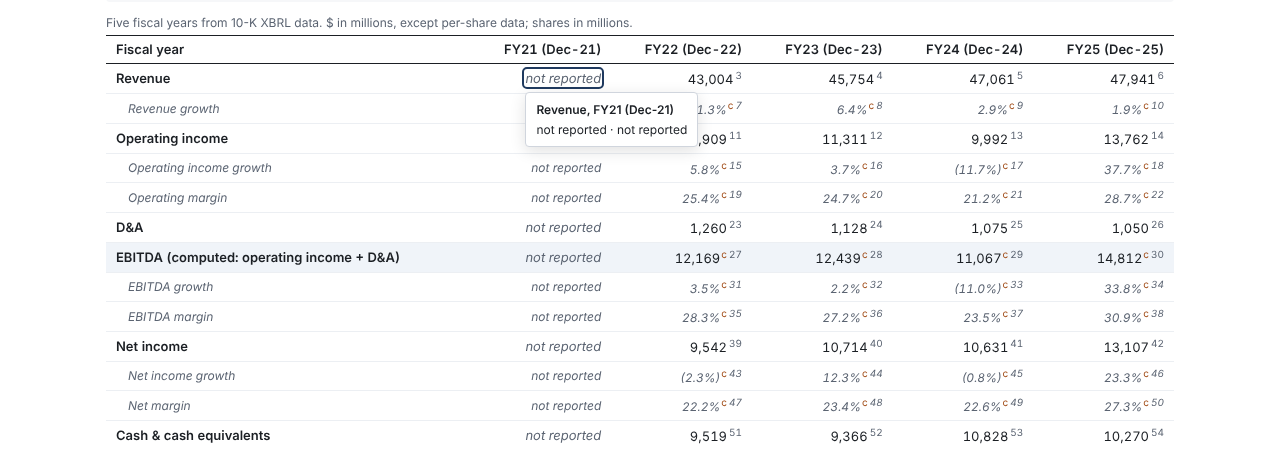 Five fiscal years from 10-K XBRL data. $ in millions, except per-share data; shares in millions.
Fiscal year FY21 (Dec-21) FY22 (Dec-22) FY23 (Dec-23) FY24 (Dec-24) FY25 (Dec-25)
Revenue not reported 43,004 3 45,754 4 47,061 5 47,941 6
Revenue growth 1.3% c 7 6.4% c 8 2.9% c 9 1.9% c 10
Revenue, FY21 (Dec-21)
not reported · not reported
Operating income ,909 11 11,311 12 9,992 13 13,762 14
Operating income growth not reported 5.8% c 15 3.7% c 16 (11.7%) c 17 37.7% c 18
Operating margin not reported 25.4% c 19 24.7% c 20 21.2% c 21 28.7% c 22
D&A not reported 1,260 23 1,128 24 1,075 25 1,050 26
EBITDA (computed: operating income + D&A) not reported 12,169 c 27 12,439 c 28 11,067 c 29 14,812 c 30
EBITDA growth not reported 3.5% c 31 2.2% c 32 (11.0%) c 33 33.8% c 34
EBITDA margin not reported 28.3% c 35 27.2% c 36 23.5% c 37 30.9% c 38
Net income not reported 9,542 39 10,714 40 10,631 41 13,107 42
Net income growth not reported (2.3%) c 43 12.3% c 44 (0.8%) c 45 23.3% c 46
Net margin not reported 22.2% c 47 23.4% c 48 22.6% c 49 27.3% c 50
Cash & cash equivalents not reported 9,519 51 9,366 52 10,828 53 10,270 54